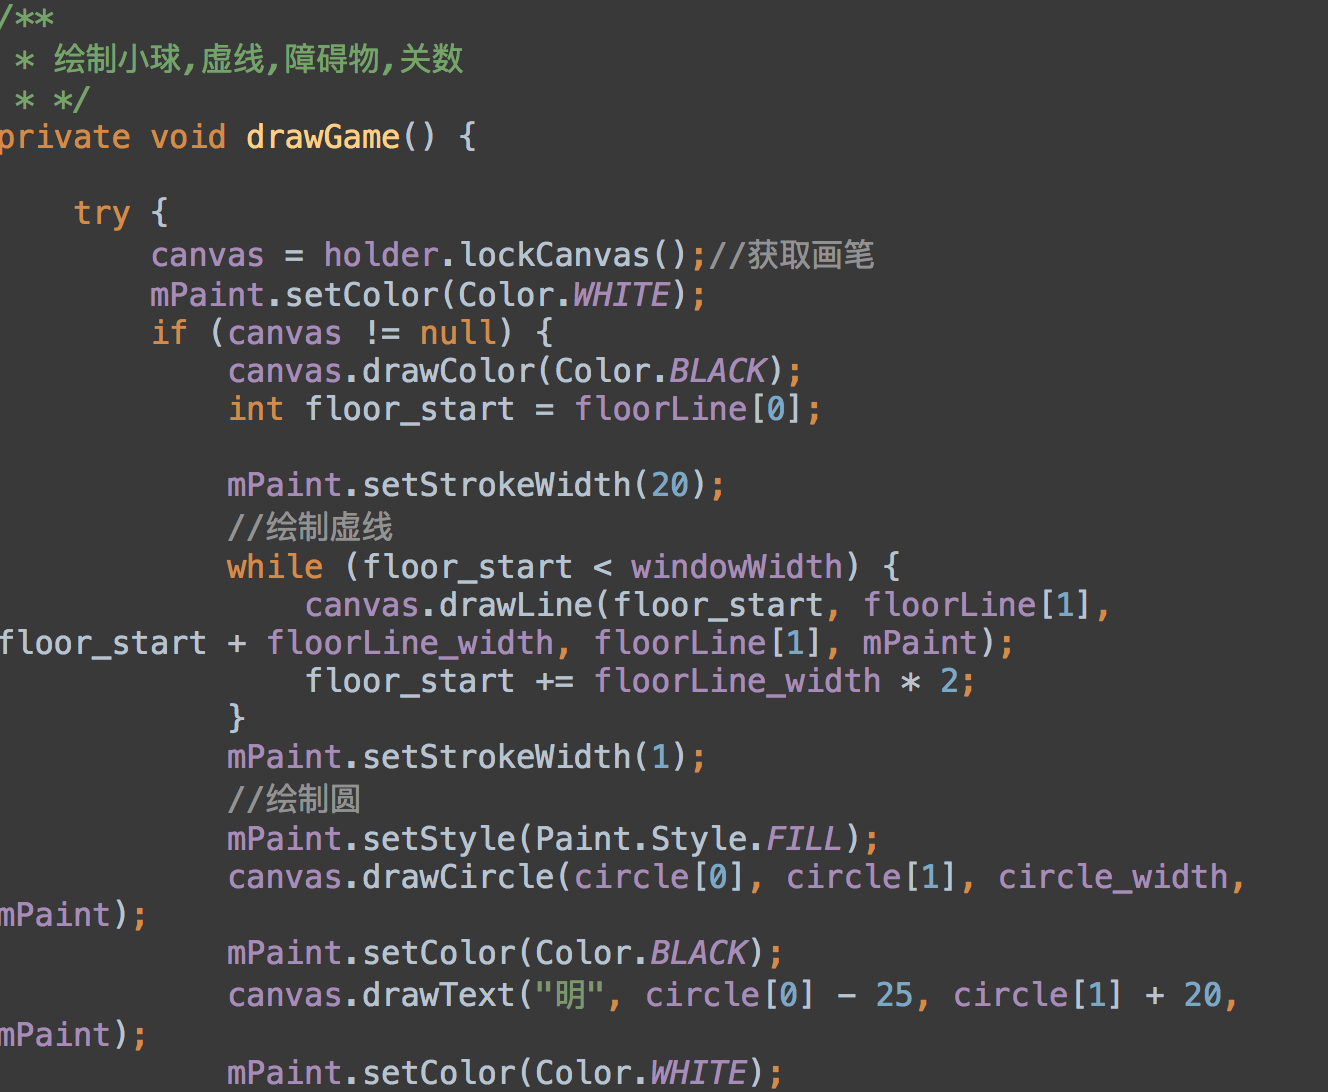 /**
 * 绘制小球,虚线,障碍物,关数
 * */
private void drawGame() {
    try {
        canvas = holder.lockCanvas();//获取画笔
        mPaint.setColor(Color.WHITE);
        if (canvas != null) {
            canvas.drawColor(Color.BLACK);
            int floor_start = floorLine[0];
            mPaint.setStrokeWidth(20);
            //绘制虚线
            while (floor_start < windowWidth) {
                canvas.drawLine(floor_start, floorLine[1],
floor_start + floorLine_width, floorLine[1], mPaint);
                floor_start += floorLine_width * 2;
            }
            mPaint.setStrokeWidth(1);
            //绘制圆
            mPaint.setStyle(Paint.Style.FILL);
            canvas.drawCircle(circle[0], circle[1], circle_width,
mPaint);
            mPaint.setColor(Color.BLACK);
            canvas.drawText("明", circle[0] - 25, circle[1] + 20,
mPaint);
            mPaint.setColor(Color.WHITE);